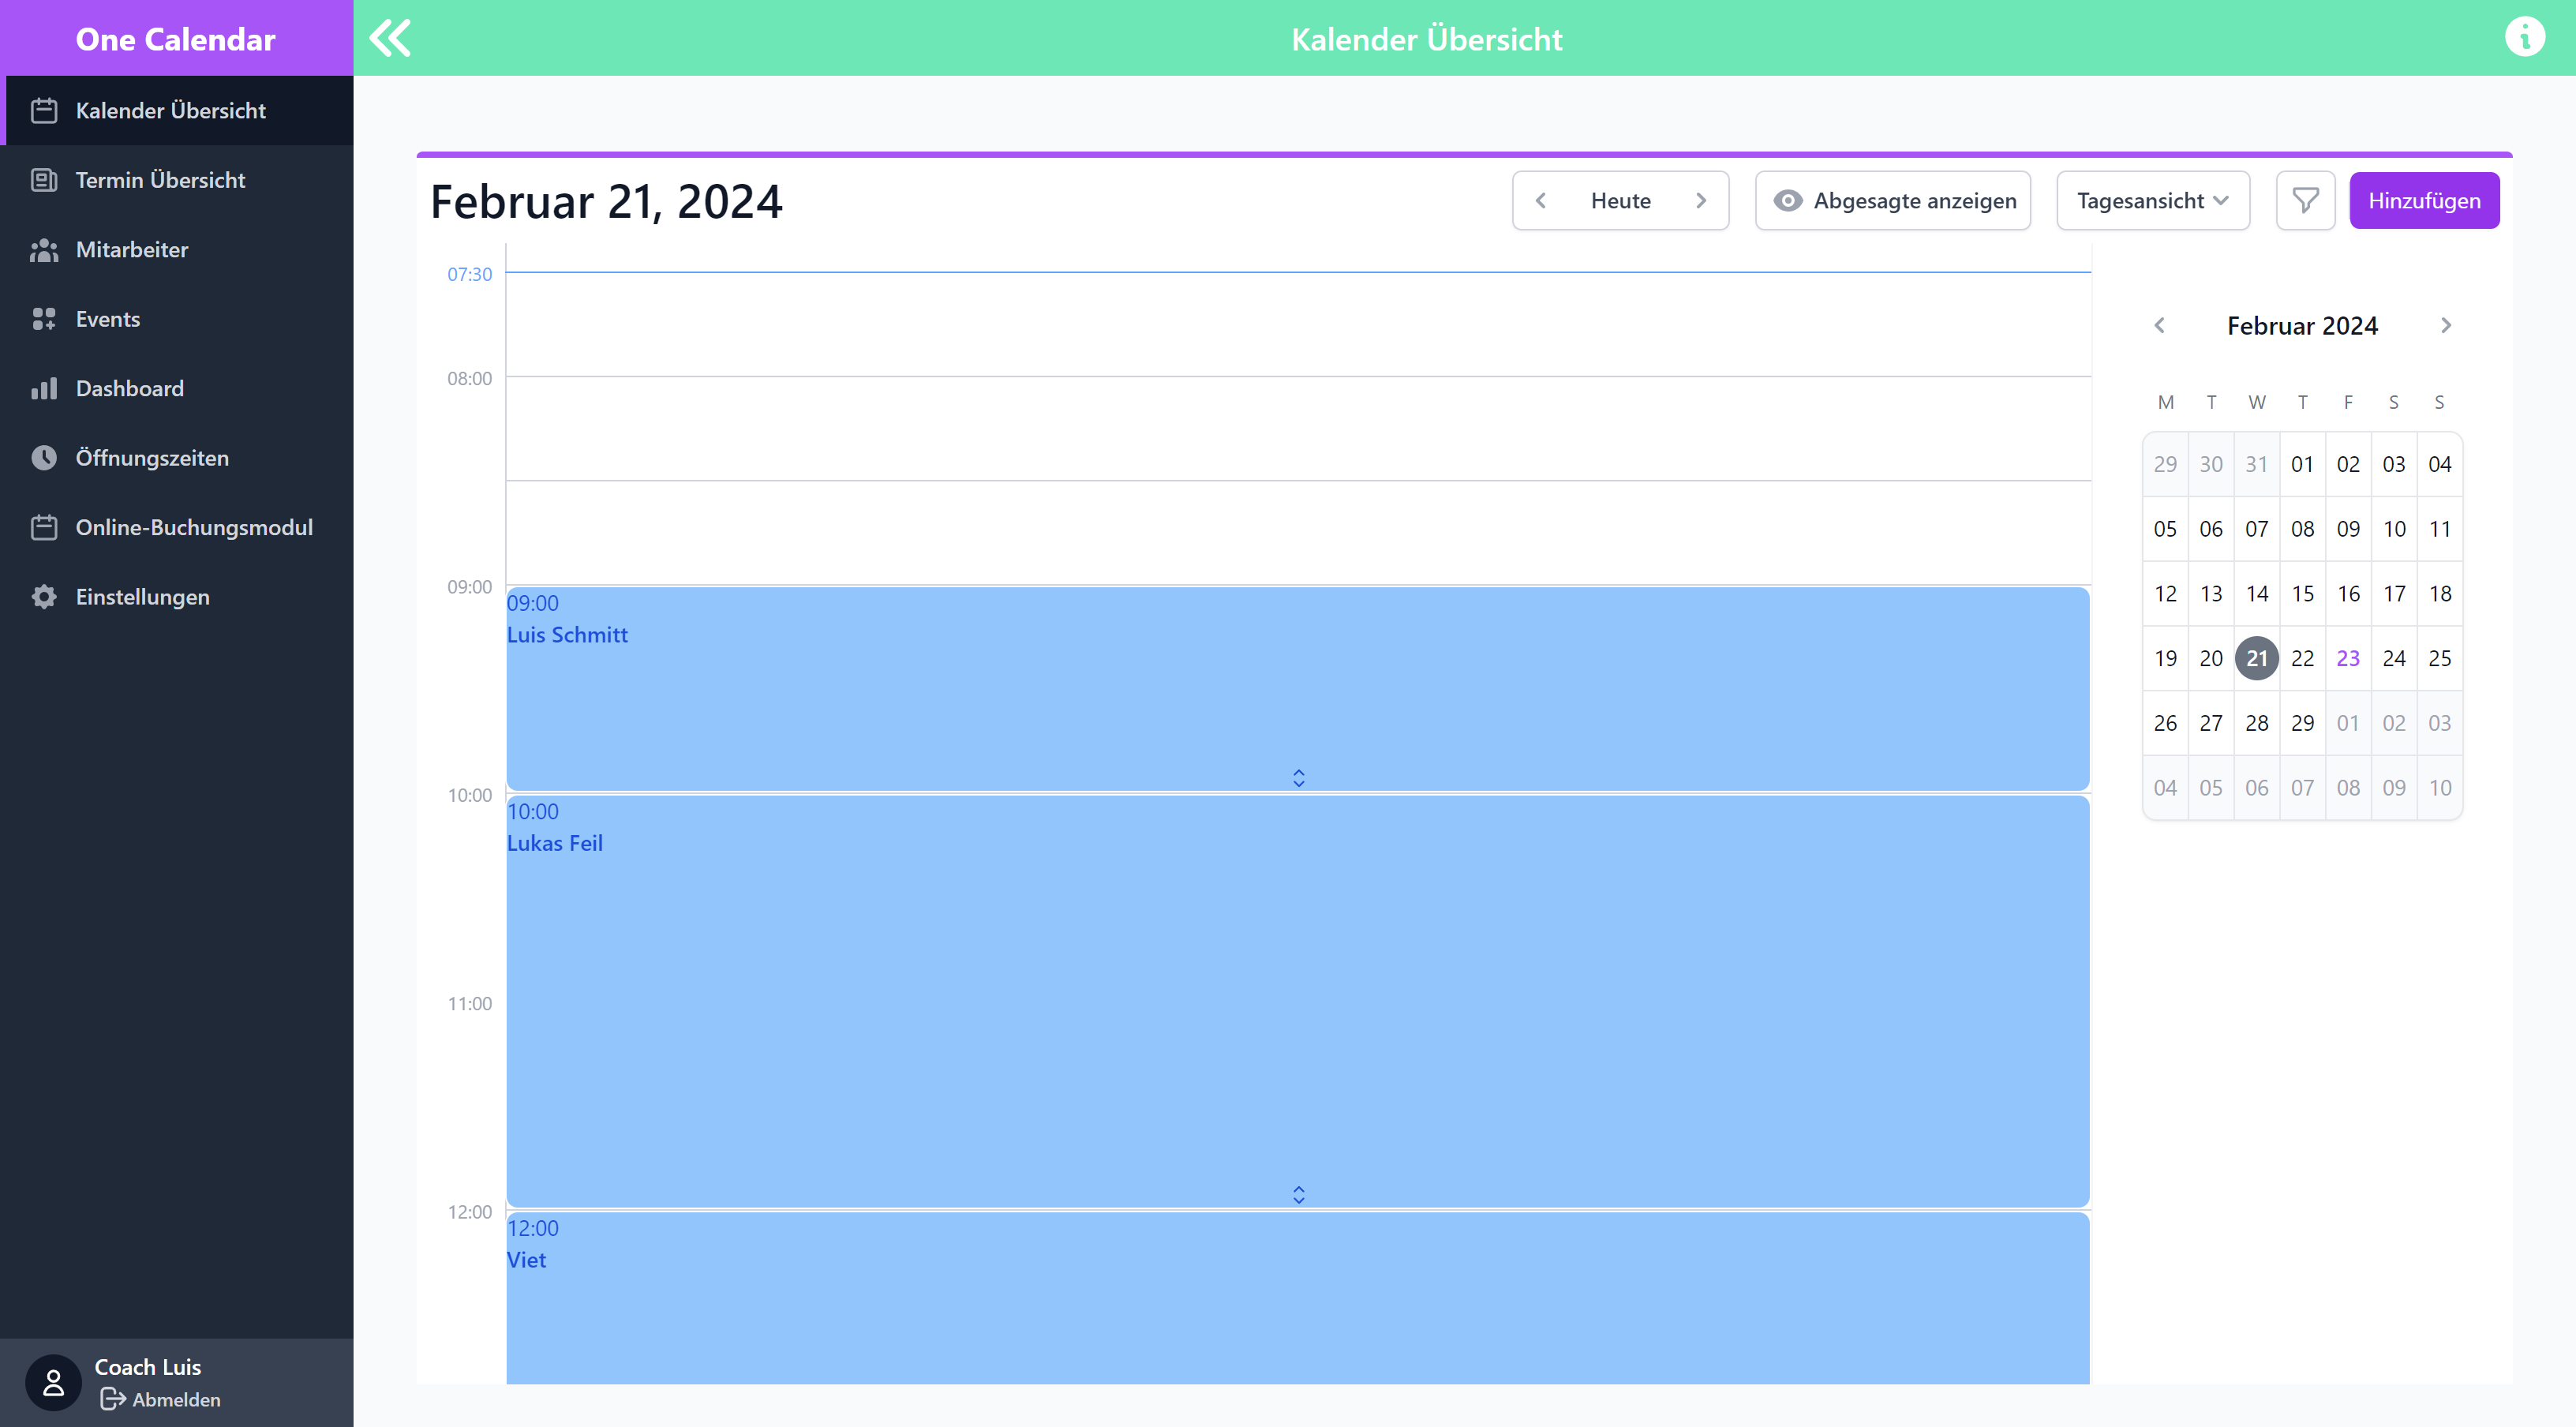 One Calendar
Kalender Übersicht
Kalender Übersicht
Termin Übersicht
Mitarbeiter
Events
Dashboard
Öffnungszeiten
Online-Buchungsmodul
Einstellungen
Coach Luis
Abmelden
Februar 21, 2024
Heute
Abgesagte anzeigen
Tagesansicht
Hinzufügen
07:30
08:00
09:00
09:00
Luis Schmitt
10:00
10:00
Lukas Feil
11:00
12:00
12:00
Viet
Februar 2024
M T W T F S S
29 30 31 01 02 03 04
05 06 07 08 09 10 11
12 13 14 15 16 17 18
19 20 21 22 23 24 25
26 27 28 29 01 02 03
04 05 06 07 08 09 10